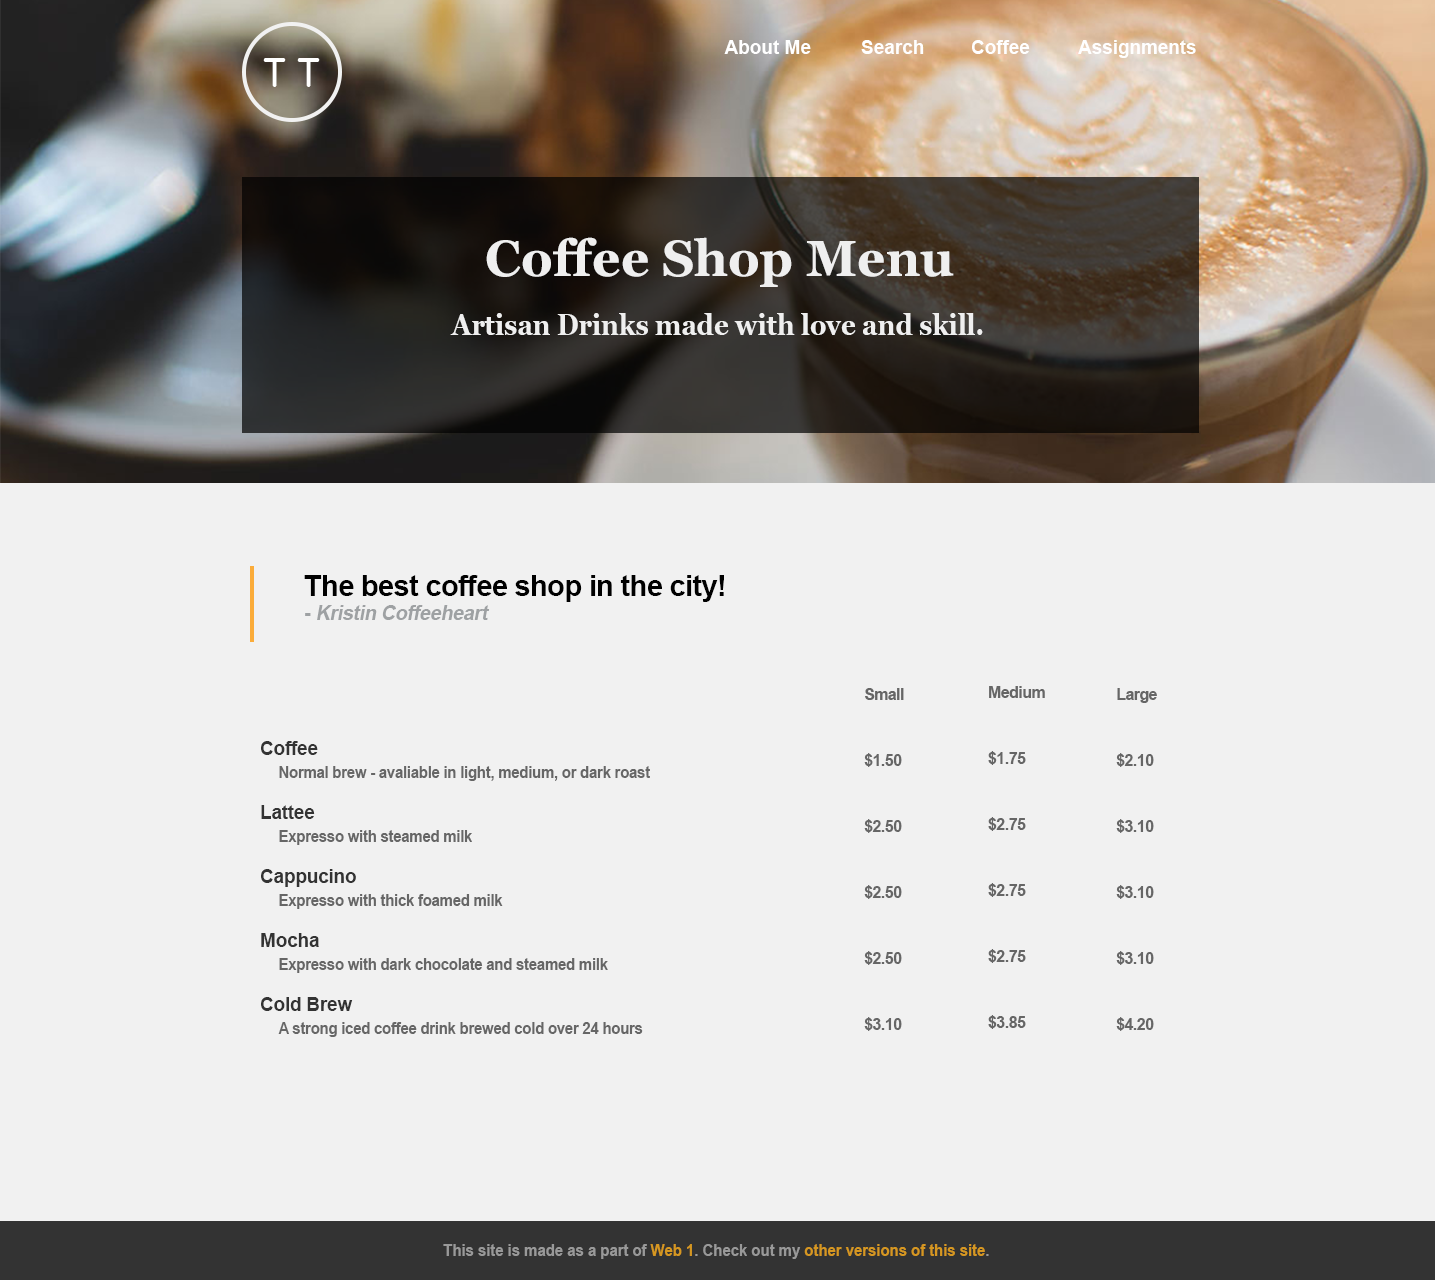 TT
About Me Search Coffee Assignments
Coffee Shop Menu
Artisan Drinks made with love and skill.
The best coffee shop in the city!
- Kristin Coffeeheart
Small Medium Large
Coffee
Normal brew - avaliable in light, medium, or dark roast
$1.50 $1.75 $2.10
Lattee
Expresso with steamed milk
$2.50 $2.75 $3.10
Cappucino
Expresso with thick foamed milk
$2.50 $2.75 $3.10
Mocha
Expresso with dark chocolate and steamed milk
$2.50 $2.75 $3.10
Cold Brew
A strong iced coffee drink brewed cold over 24 hours
$3.10 $3.85 $4.20
This site is made as a part of Web 1. Check out my other versions of this site.